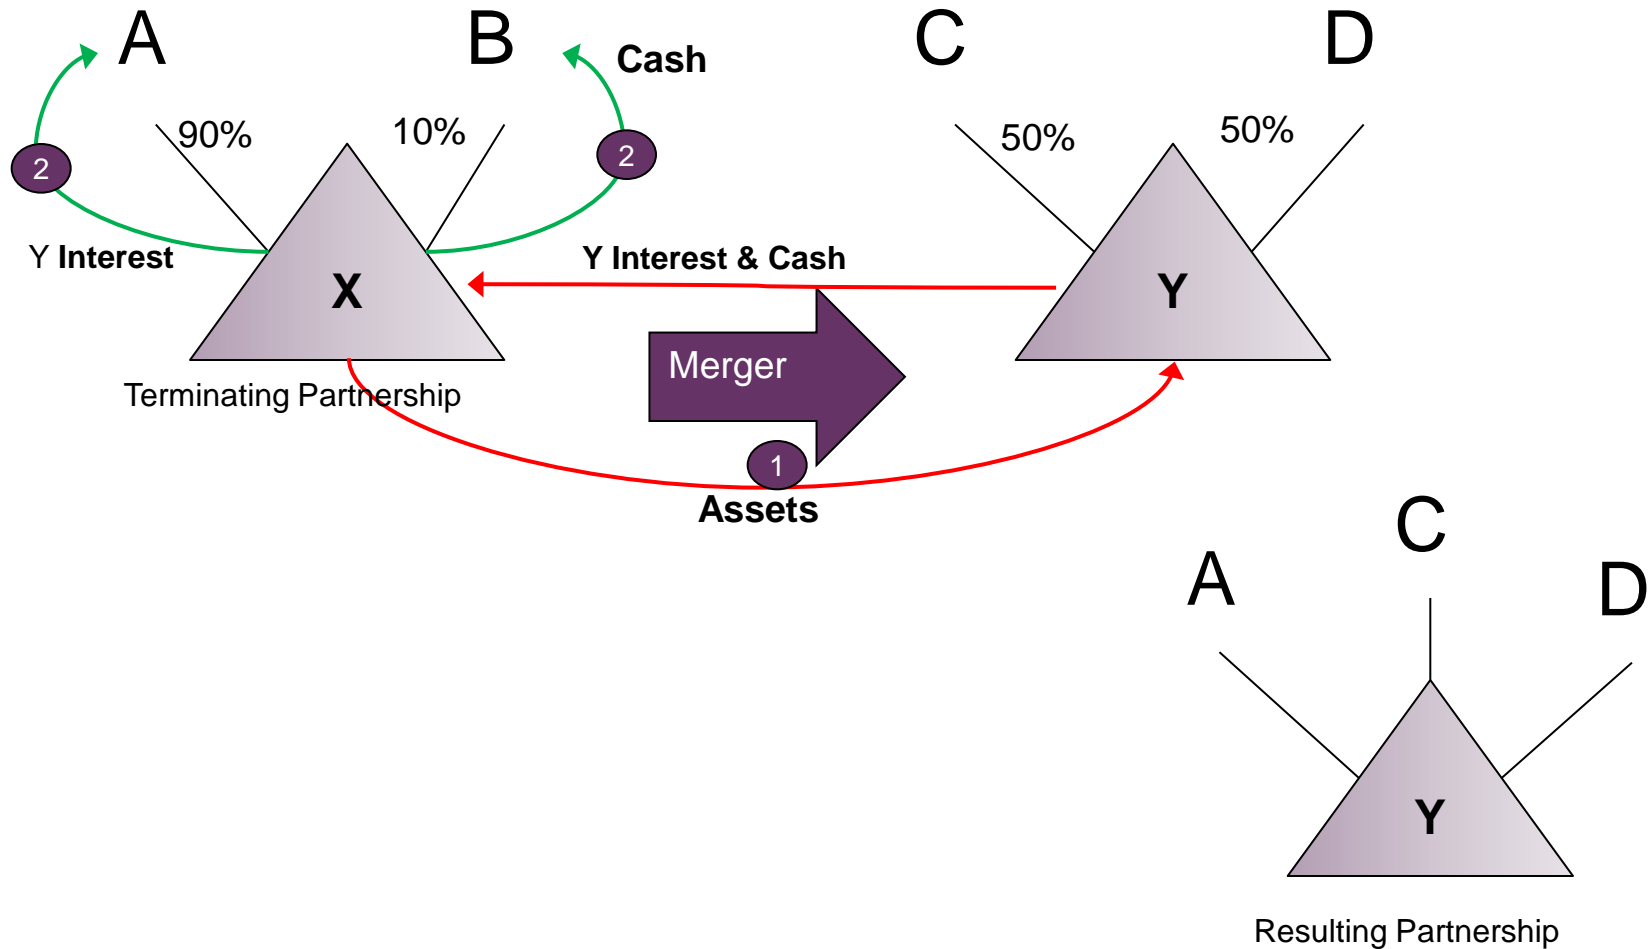 A
B
Cash
C
D
90%
10%
50%
50%
2
2
Y Interest
Y Interest & Cash
X
Y
Merger
Terminating Partnership
1
Assets
C
A
D
Y
Resulting Partnership